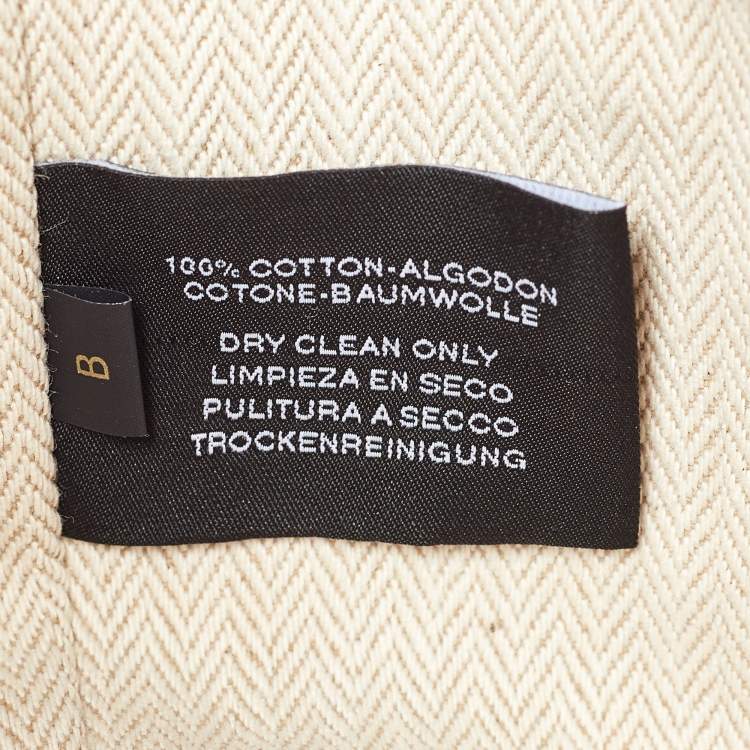 100% COTTON-ALGODON
COTONE-BAUMWOLLE
DRY CLEAN ONLY
LIMPIEZA EN SECO
PULITURA A SECCO
TROCKENREINIGUNG
B